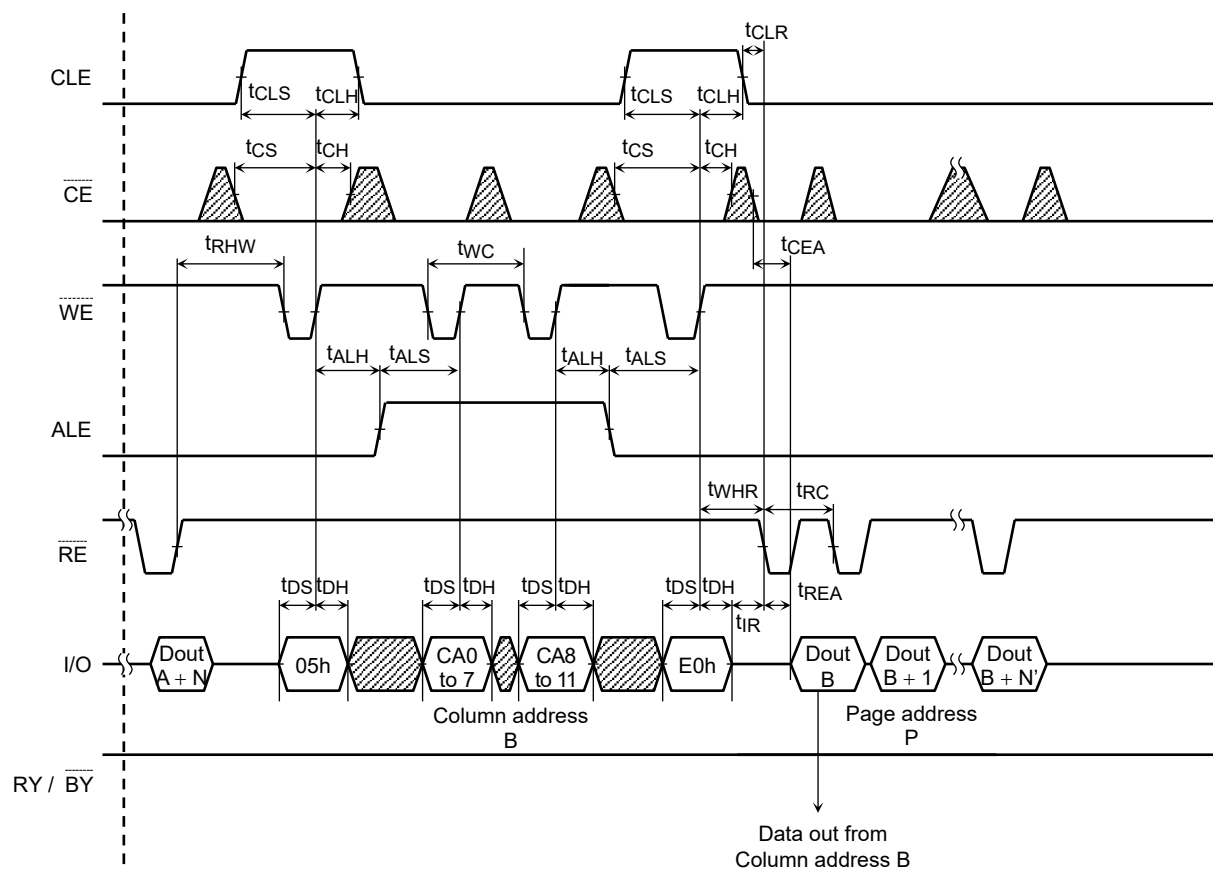 tCLR
CLE
tCLS tCLH tCLS tCLH
tCS tCH tCS tCH
CE
tRHW tWC tCEA
WE
tALH tALS tALH tALS
ALE
tWHR tRC
RE
tDS tDH tDS tDH tDS tDH tDS tDH tREA
tIR
I/O
Dout
A + N
05h
CA0
to 7
CA8
to 11
E0h
Dout
B
Dout
B + 1
Dout
B + N’
Column address
B
Page address
P
RY / BY
Data out from
Column address B